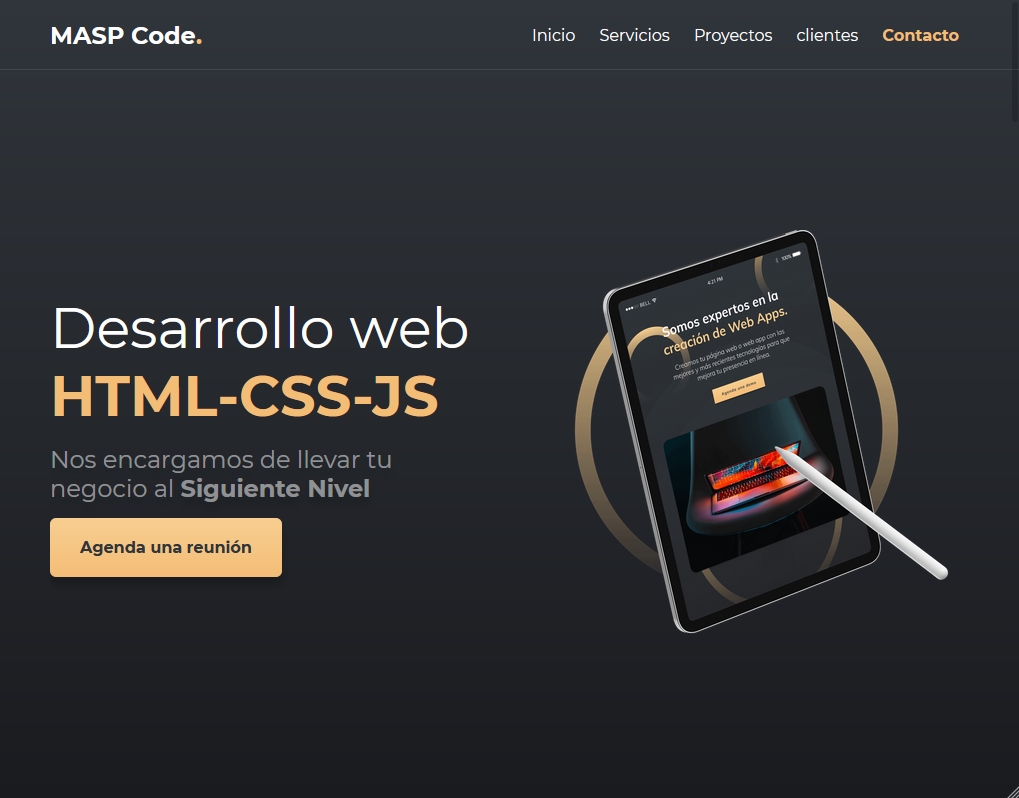 MASP Code.
Inicio Servicios Proyectos clientes Contacto
Desarrollo web
HTML-CSS-JS
Nos encargamos de llevar tu
negocio al Siguiente Nivel
Agenda una reunión
BELL 4:21 PM 100%
Somos expertos en la
creación de Web Apps.
Creamos tu página web o web app con las
mejores y más recientes tecnologías para que
mejora tu presencia en línea.
Agenda una demo